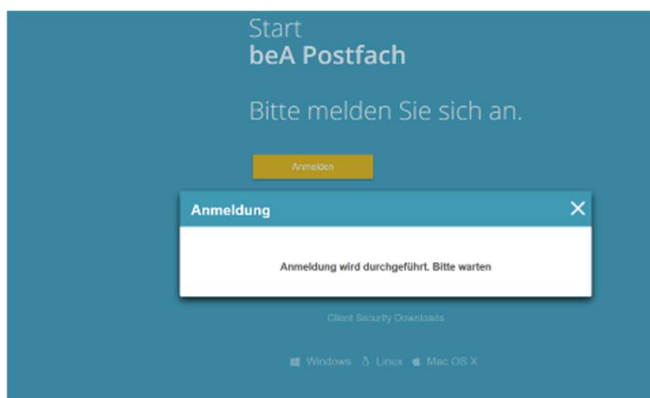 Start
beA Postfach
Bitte melden Sie sich an.
Anmelden
Anmeldung
Anmeldung wird durchgeführt. Bitte warten
Client Security Downloads
Windows Linux Mac OS X